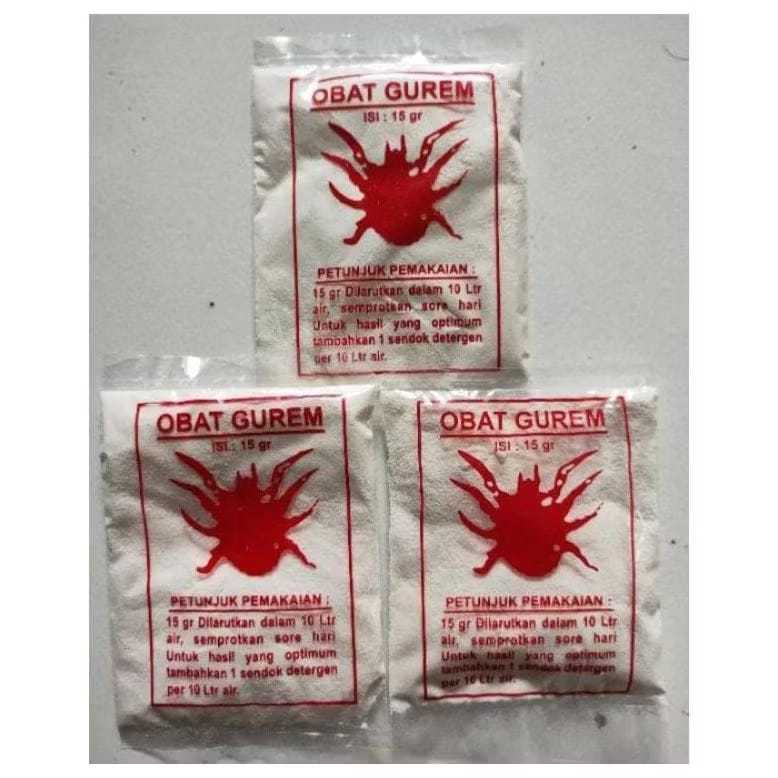 OBAT GUREM
ISI : 15 gr
PETUNJUK PEMAKAIAN :
15 gr Dilarutkan dalam 10 Ltr
air, semprotkan sore hari
Untuk hasil yang optimum
tambahkan 1 sendok detergen
per 10 Ltr air.
OBAT GUREM
ISI : 15 gr
PETUNJUK PEMAKAIAN :
15 gr Dilarutkan dalam 10 Ltr
air, semprotkan sore hari
Untuk hasil yang optimum
tambahkan 1 sendok detergen
per 10 Ltr air.
OBAT GUREM
ISI : 15 gr
PETUNJUK PEMAKAIAN :
15 gr Dilarutkan dalam 10 Ltr
air, semprotkan sore hari
Untuk hasil yang optimum
tambahkan 1 sendok detergen
per 10 Ltr air.